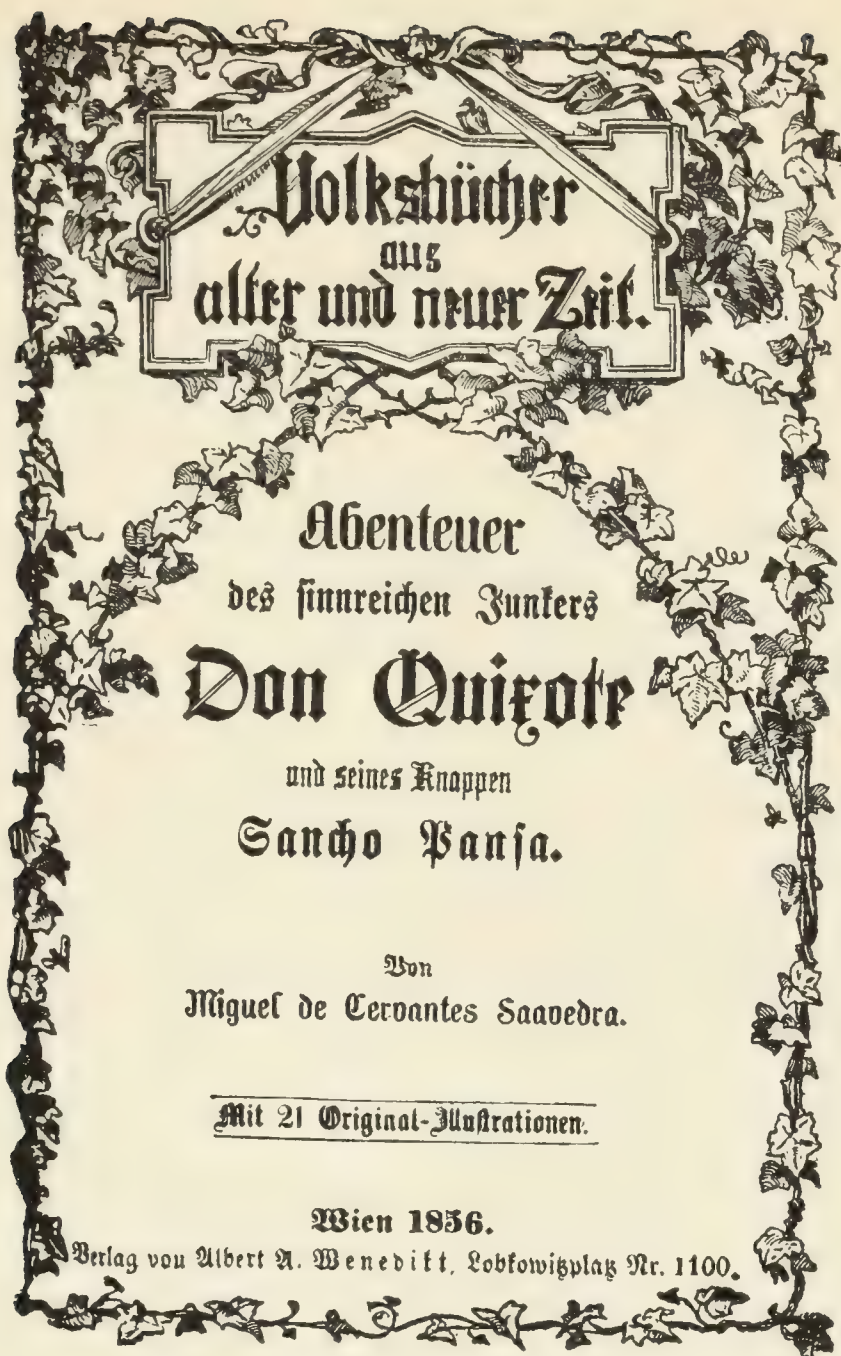 Volksbücher
aus
alter und neuer Zeit.
Abenteuer
des sinnreichen Junkers
Don Quixote
und seines Knappen
Sancho Pansa.
Von
Miguel de Cervantes Saavedra.
Mit 21 Original-Illustrationen.
Wien 1856.
Verlag von Albert A. Wenedikt, Lobkowitzplatz Nr. 1100.